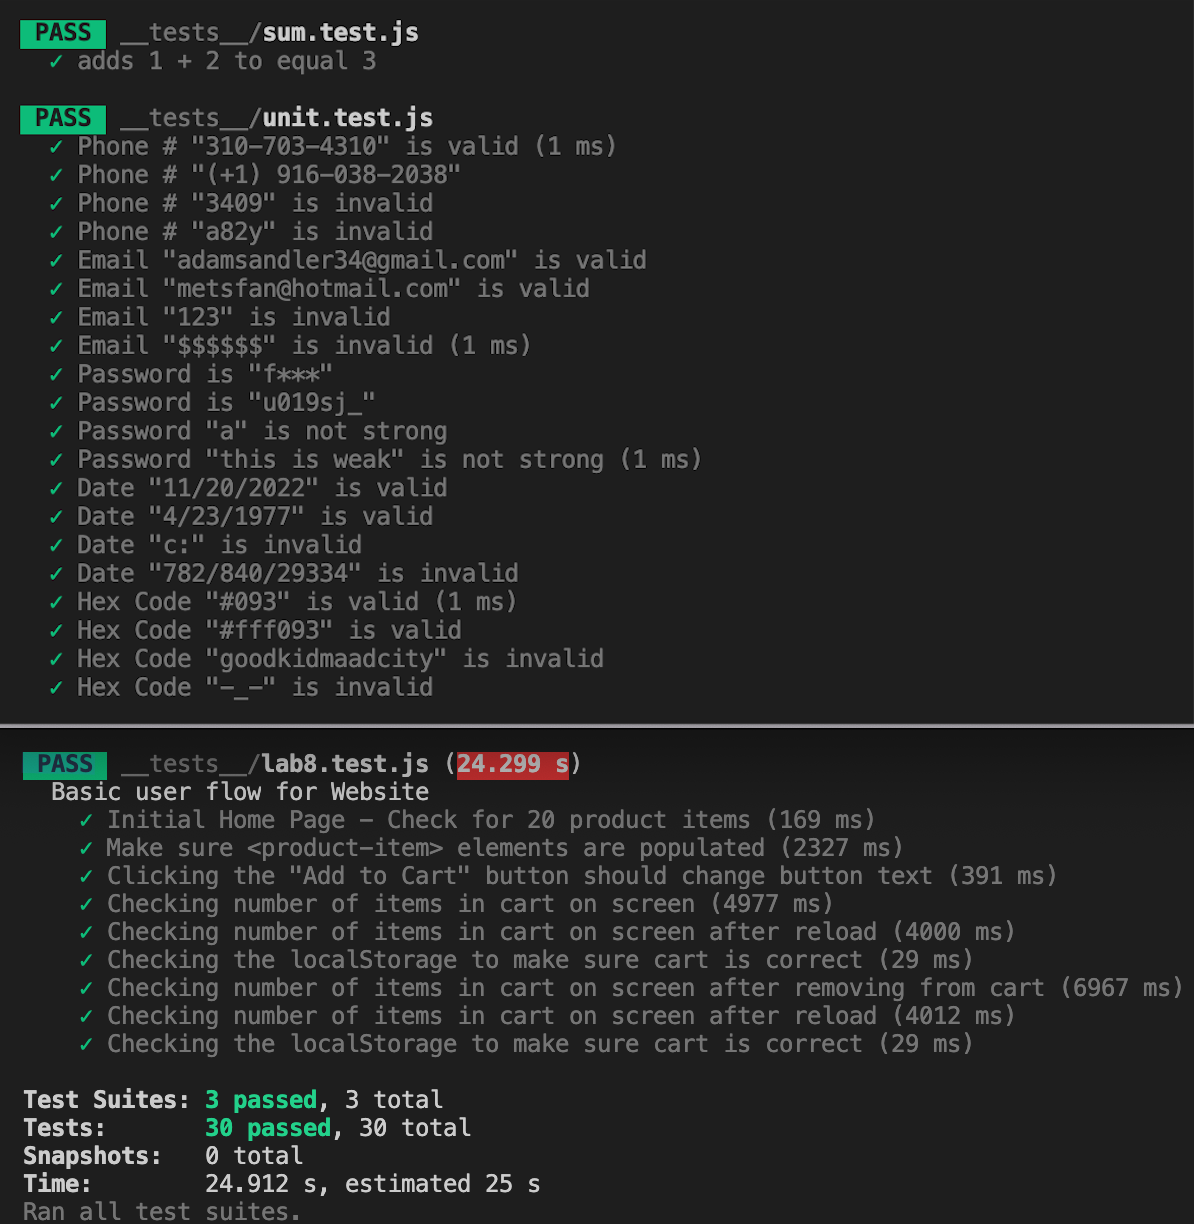 PASS __tests__/sum.test.js
✓ adds 1 + 2 to equal 3
PASS __tests__/unit.test.js
✓ Phone # "310-703-4310" is valid (1 ms)
✓ Phone # "(+1) 916-038-2038"
✓ Phone # "3409" is invalid
✓ Phone # "a82y" is invalid
✓ Email "adamsandler34@gmail.com" is valid
✓ Email "metsfan@hotmail.com" is valid
✓ Email "123" is invalid
✓ Email "$$$$$$" is invalid (1 ms)
✓ Password is "f***"
✓ Password is "u019sj_"
✓ Password "a" is not strong
✓ Password "this is weak" is not strong (1 ms)
✓ Date "11/20/2022" is valid
✓ Date "4/23/1977" is valid
✓ Date "c:" is invalid
✓ Date "782/840/29334" is invalid
✓ Hex Code "#093" is valid (1 ms)
✓ Hex Code "#fff093" is valid
✓ Hex Code "goodkidmaadcity" is invalid
✓ Hex Code "-_-" is invalid
PASS __tests__/lab8.test.js (24.299 s)
Basic user flow for Website
✓ Initial Home Page - Check for 20 product items (169 ms)
✓ Make sure <product-item> elements are populated (2327 ms)
✓ Clicking the "Add to Cart" button should change button text (391 ms)
✓ Checking number of items in cart on screen (4977 ms)
✓ Checking number of items in cart on screen after reload (4000 ms)
✓ Checking the localStorage to make sure cart is correct (29 ms)
✓ Checking number of items in cart on screen after removing from cart (6967 ms)
✓ Checking number of items in cart on screen after reload (4012 ms)
✓ Checking the localStorage to make sure cart is correct (29 ms)
Test Suites: 3 passed, 3 total
Tests: 30 passed, 30 total
Snapshots: 0 total
Time: 24.912 s, estimated 25 s
Ran all test suites.